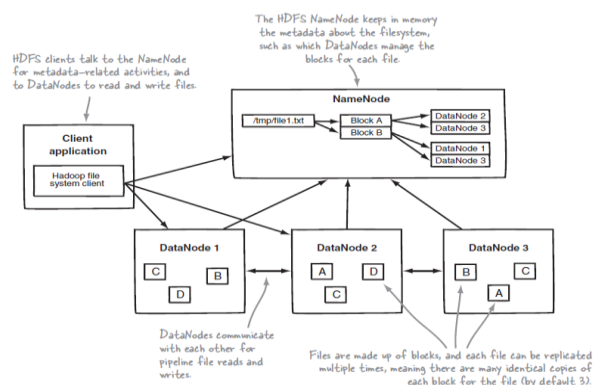 The HDFS NameNode keeps in memory
the metadata about the filesystem,
such as which DataNodes manage the
blocks for each file.
HDFS clients talk to the NameNode
for metadata-related activities, and
to DataNodes to read and write files.
NameNode
/tmp/file1.txt
Block A
Block B
DataNode 2
DataNode 3
DataNode 1
DataNode 3
Client
application
Hadoop file
system client
DataNode 1
C
B
D
DataNode 2
A
D
C
DataNode 3
B
C
A
DataNodes communicate
with each other for
pipeline file reads and
writes.
Files are made up of blocks, and each file can be replicated
multiple times, meaning there are many identical copies of
each block for the file (by default 3).